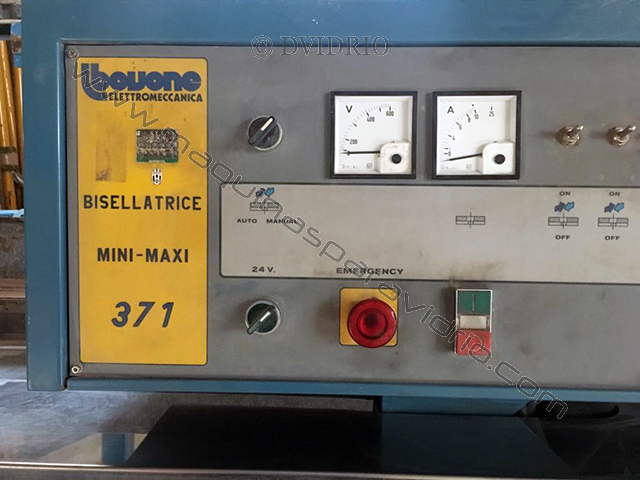 © DVIDRIO
www.maquinasparavidrio.com
bovone
ELETTROMECCANICA
BISELLATRICE
MINI-MAXI
371
V
200 400 600
A
AUTO MANUAL
24 V.
EMERGENCY
ON ON
OFF OFF
I